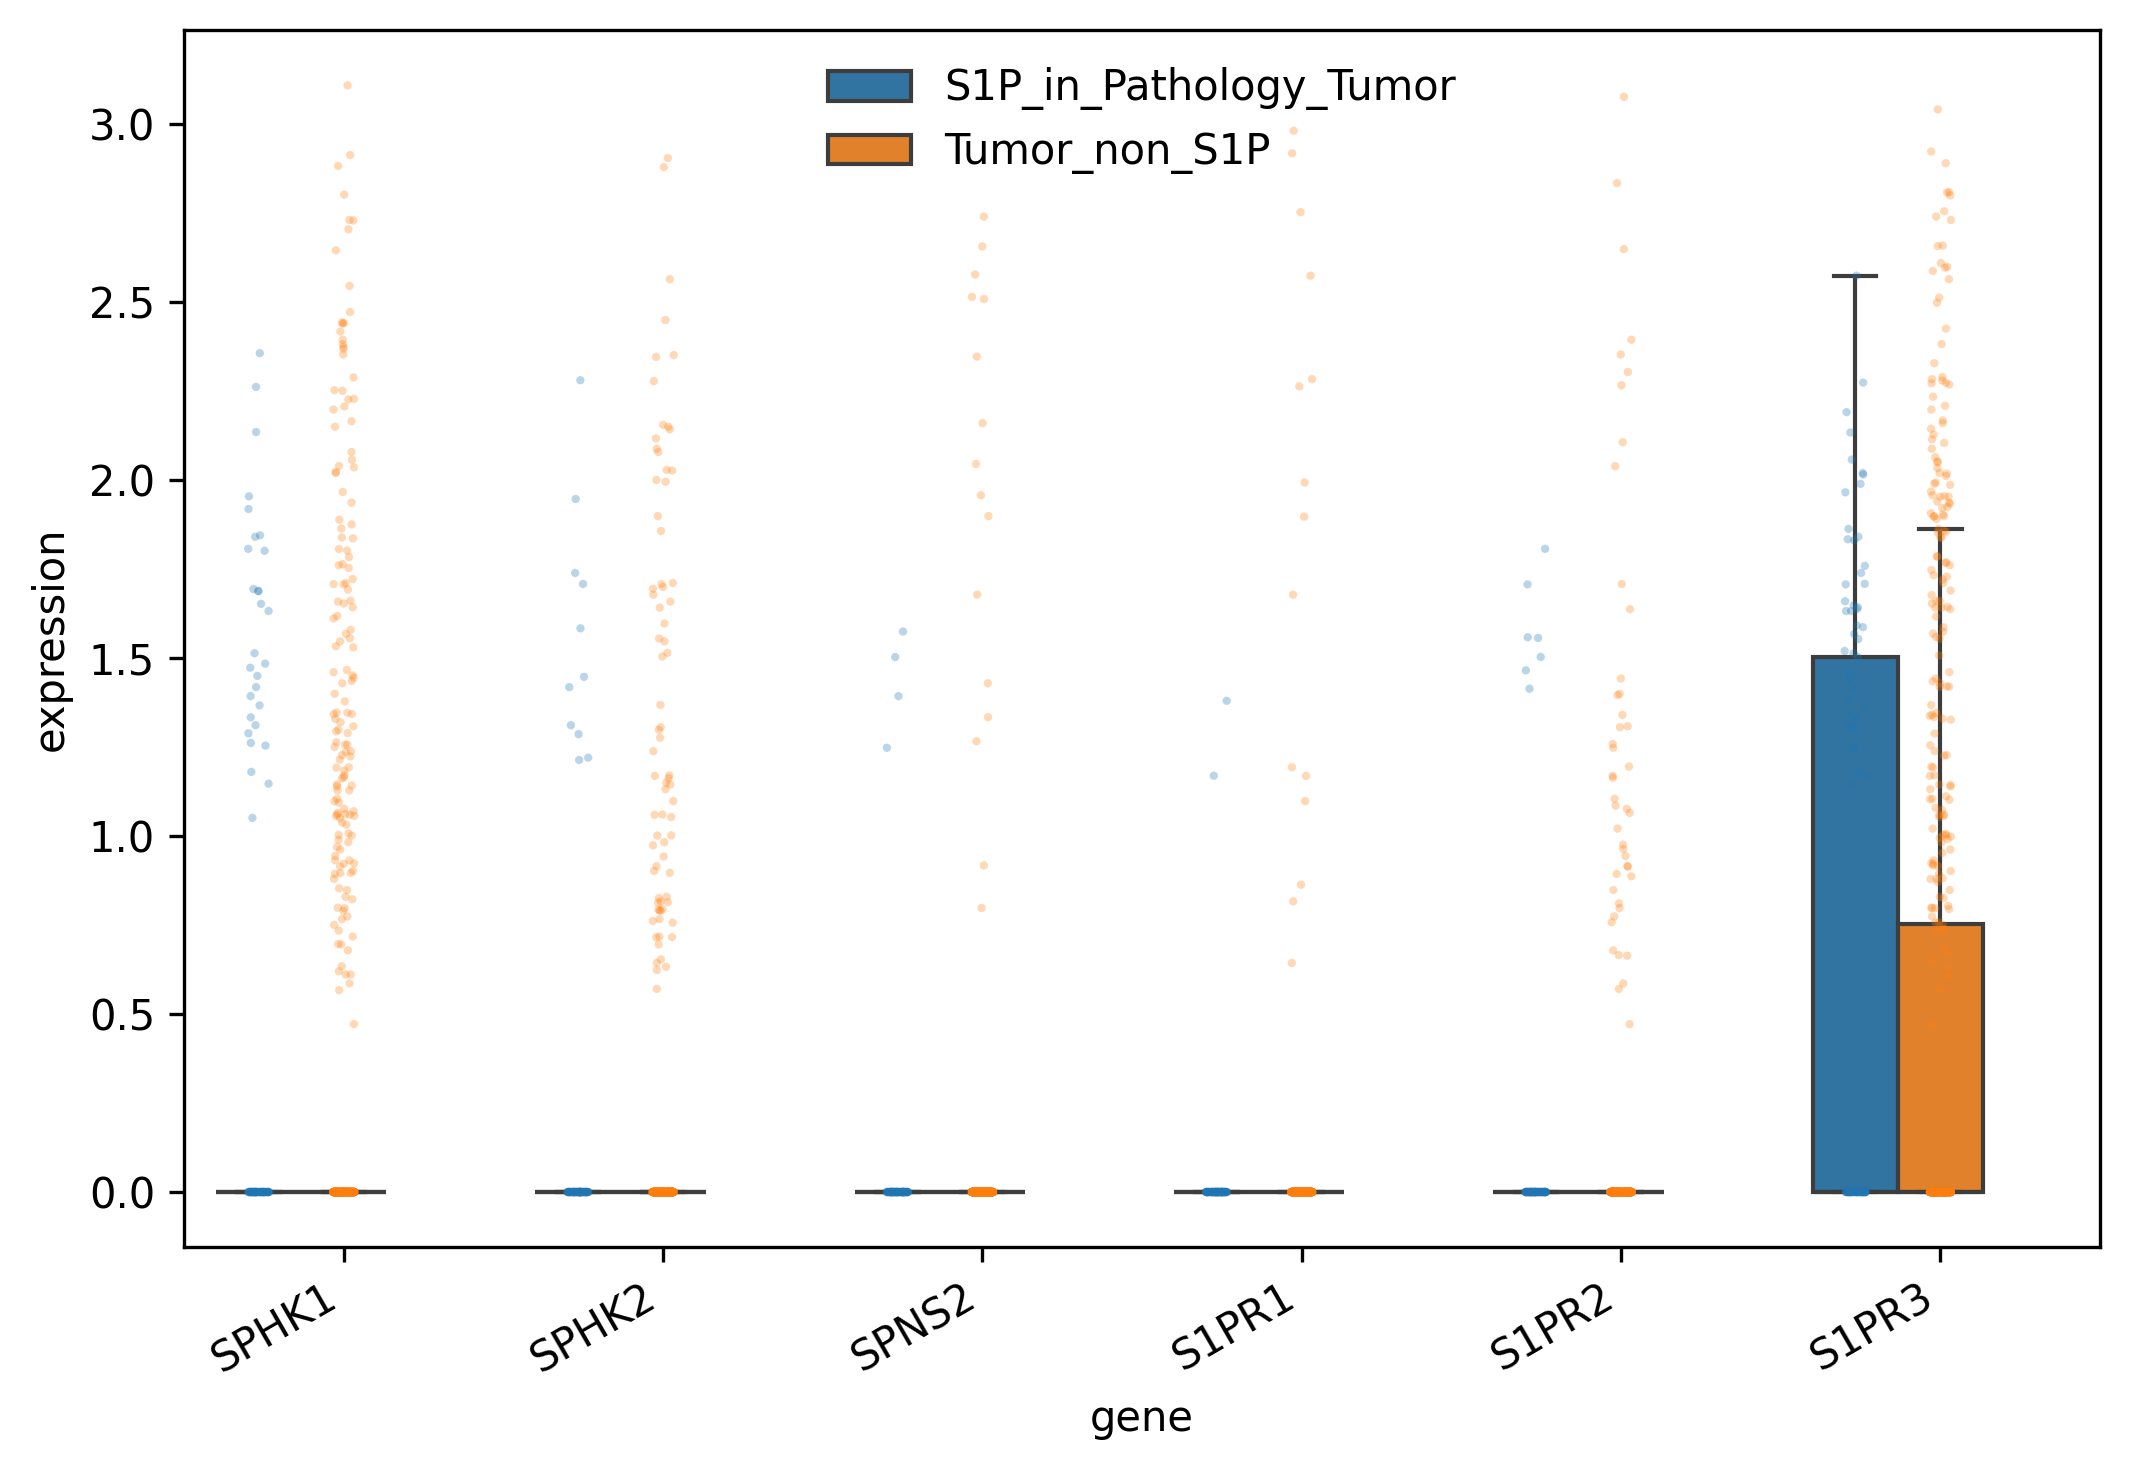 S1P_in_Pathology_Tumor
Tumor_non_S1P
3.0
2.5
2.0
1.5
1.0
0.5
0.0
expression
SPHK1
SPHK2
SPNS2
S1PR1
S1PR2
S1PR3
gene